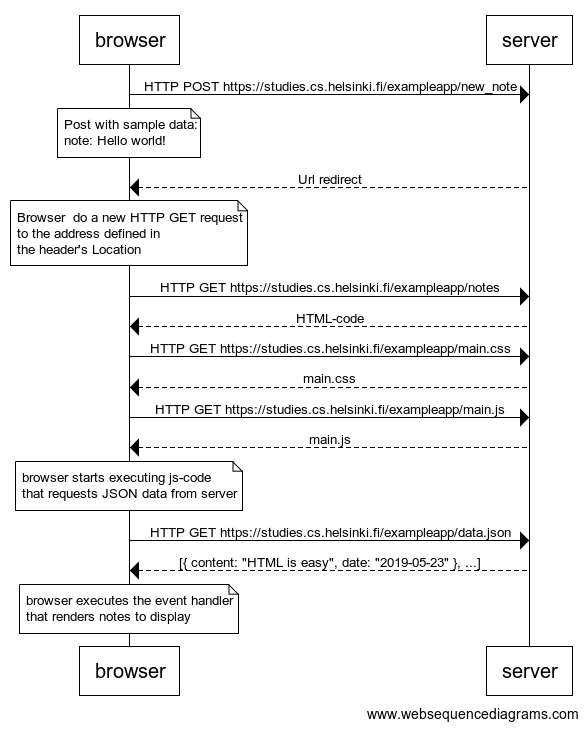 browser
server
HTTP POST https://studies.cs.helsinki.fi/exampleapp/new_note
Post with sample data:
note: Hello world!
Url redirect
Browser  do a new HTTP GET request
to the address defined in
the header's Location
HTTP GET https://studies.cs.helsinki.fi/exampleapp/notes
HTML-code
HTTP GET https://studies.cs.helsinki.fi/exampleapp/main.css
main.css
HTTP GET https://studies.cs.helsinki.fi/exampleapp/main.js
main.js
browser starts executing js-code
that requests JSON data from server
HTTP GET https://studies.cs.helsinki.fi/exampleapp/data.json
[{ content: "HTML is easy", date: "2019-05-23" }, ...]
browser executes the event handler
that renders notes to display
browser
server
www.websequencediagrams.com